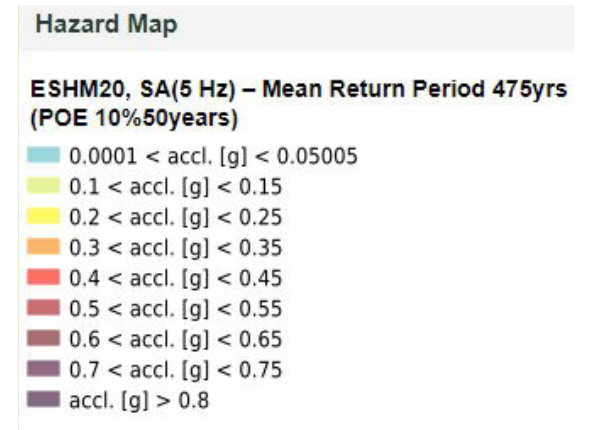 Hazard Map
ESHM20, SA(5 Hz) – Mean Return Period 475yrs
(POE 10%50years)
0.0001 < accl. [g] < 0.05005
0.1 < accl. [g] < 0.15
0.2 < accl. [g] < 0.25
0.3 < accl. [g] < 0.35
0.4 < accl. [g] < 0.45
0.5 < accl. [g] < 0.55
0.6 < accl. [g] < 0.65
0.7 < accl. [g] < 0.75
accl. [g] > 0.8